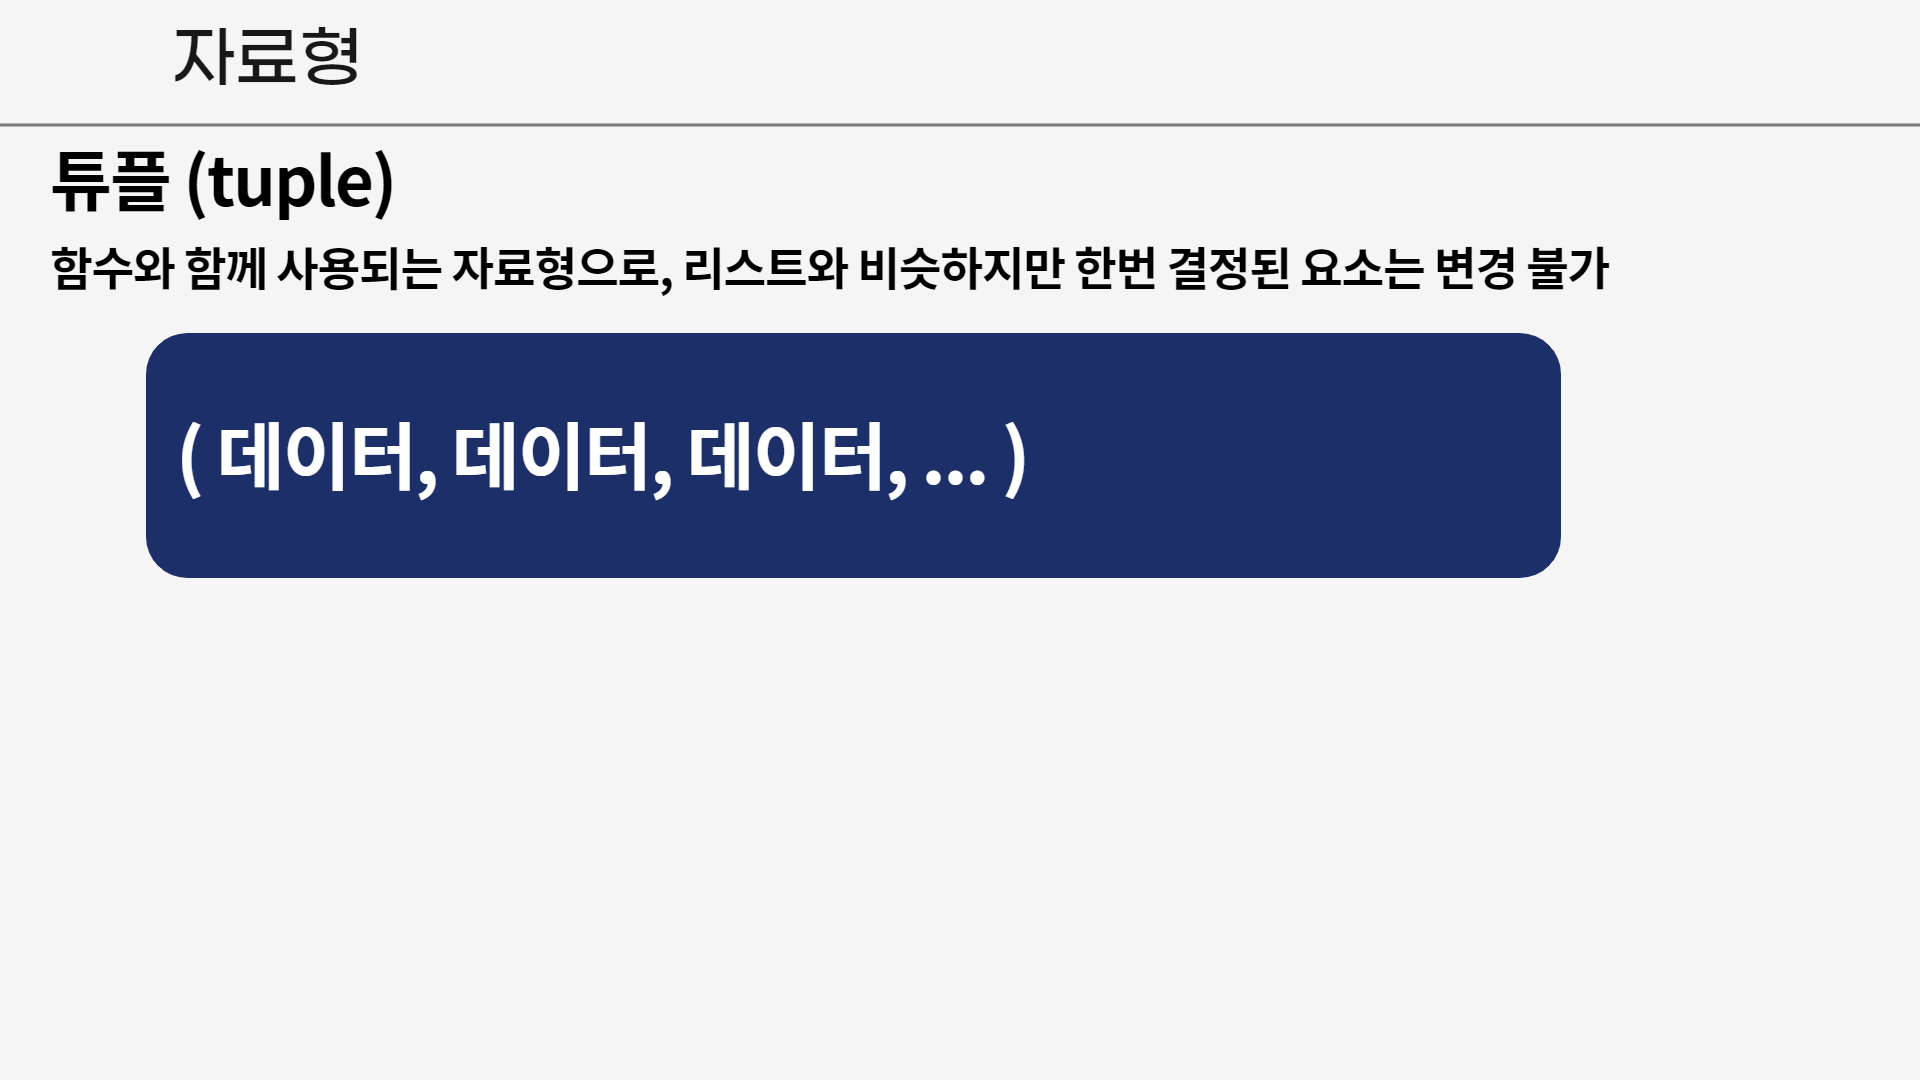 자료형
튜플 (tuple)
함수와 함께 사용되는 자료형으로, 리스트와 비슷하지만 한번 결정된 요소는 변경 불가
( 데이터, 데이터, 데이터, ... )